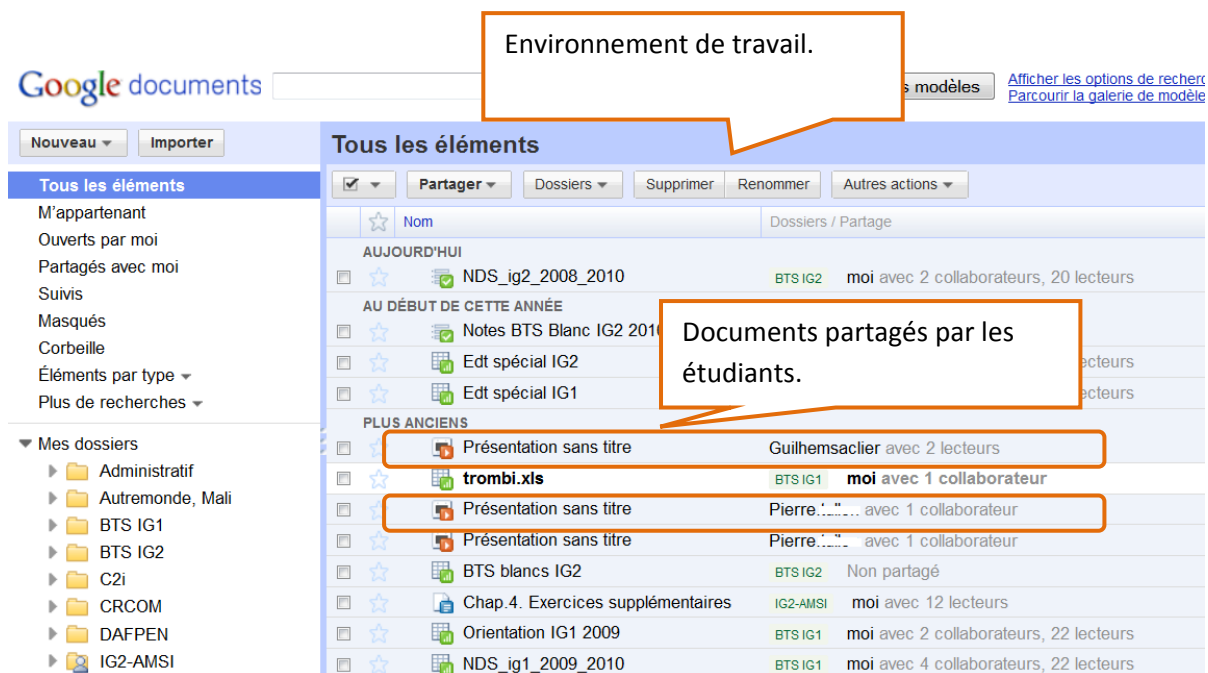 Environnement de travail.
Google documents
s modèles
Afficher les options de recherc
Parcourir la galerie de modèle
Nouveau
Importer
Tous les éléments
Tous les éléments
M'appartenant
Ouverts par moi
Partagés avec moi
Suivis
Masqués
Corbeille
Éléments par type
Plus de recherches
Mes dossiers
Administratif
Autremonde, Mali
BTS IG1
BTS IG2
C2i
CRCOM
DAFPEN
IG2-AMSI
Partager
Dossiers
Supprimer
Renommer
Autres actions
Nom
Dossiers / Partage
AUJOURD'HUI
NDS_ig2_2008_2010 BTS IG2 moi avec 2 collaborateurs, 20 lecteurs
AU DÉBUT DE CETTE ANNÉE
Notes BTS Blanc IG2 2010
Documents partagés par les
étudiants.
Edt spécial IG2 ecteurs
Edt spécial IG1 ecteurs
PLUS ANCIENS
Présentation sans titre Guilhemsaclier avec 2 lecteurs
trombi.xls BTS IG1 moi avec 1 collaborateur
Présentation sans titre Pierre. avec 1 collaborateur
Présentation sans titre Pierre. avec 1 collaborateur
BTS blancs IG2 BTS IG2 Non partagé
Chap.4. Exercices supplémentaires IG2-AMSI moi avec 12 lecteurs
Orientation IG1 2009 BTS IG1 moi avec 2 collaborateurs, 22 lecteurs
NDS_ig1_2009_2010 BTS IG1 moi avec 4 collaborateurs, 22 lecteurs